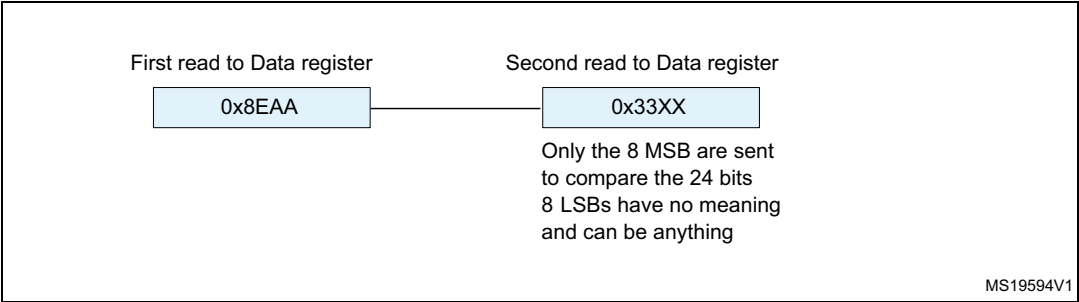 First read to Data register
Second read to Data register
0x8EAA
0x33XX
Only the 8 MSB are sent
to compare the 24 bits
8 LSBs have no meaning
and can be anything
MS19594V1